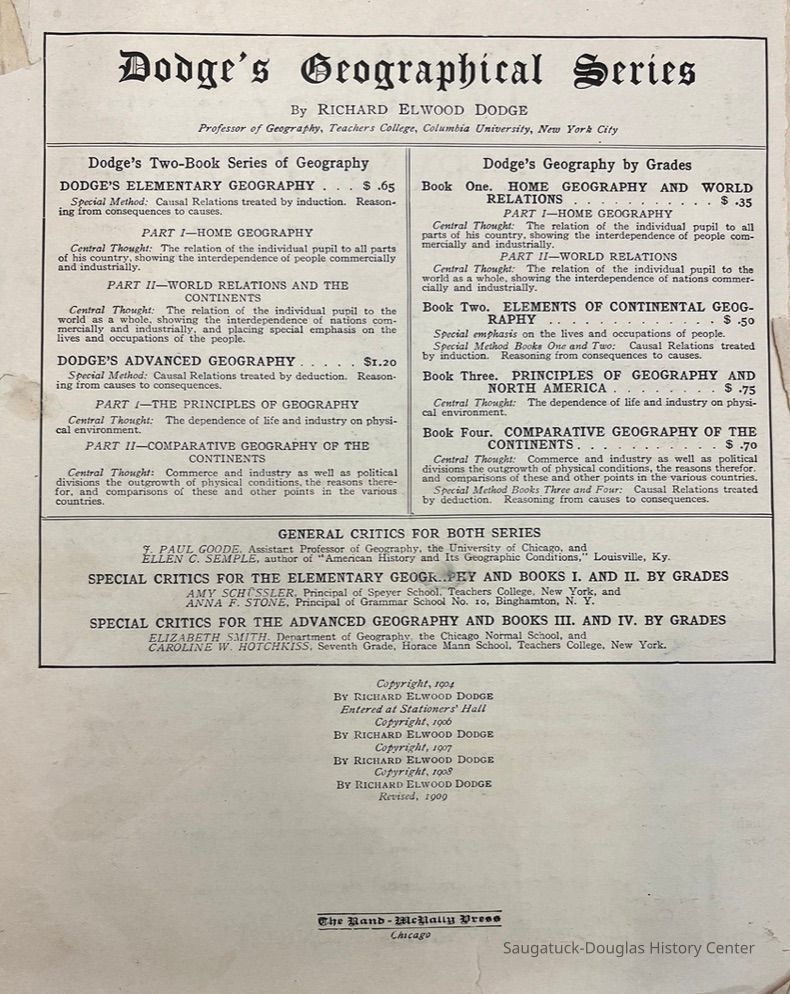 Dodge's Geographical Series
By RICHARD ELWOOD DODGE
Professor of Geography, Teachers College, Columbia University, New York City
Dodge's Two-Book Series of Geography
DODGE'S ELEMENTARY GEOGRAPHY . . . $ .65
Special Method: Causal Relations treated by induction. Reason-
ing from consequences to causes.
PART I—HOME GEOGRAPHY
Central Thought: The relation of the individual pupil to all parts
of his country, showing the interdependence of people commercially
and industrially.
PART II—WORLD RELATIONS AND THE
CONTINENTS
Central Thought: The relation of the individual pupil to the
world as a whole, showing the interdependence of nations com-
mercially and industrially, and placing special emphasis on the
lives and occupations of the people.
DODGE'S ADVANCED GEOGRAPHY . . . . . $1.20
Special Method: Causal Relations treated by deduction. Reason-
ing from causes to consequences.
PART I—THE PRINCIPLES OF GEOGRAPHY
Central Thought: The dependence of life and industry on physi-
cal environment.
PART II—COMPARATIVE GEOGRAPHY OF THE
CONTINENTS
Central Thought: Commerce and industry as well as political
divisions the outgrowth of physical conditions, the reasons there-
for, and comparisons of these and other points in the various
countries.
Dodge's Geography by Grades
Book One. HOME GEOGRAPHY AND WORLD
RELATIONS . . . . . . . . . . . $ .35
PART I—HOME GEOGRAPHY
Central Thought: The relation of the individual pupil to all
parts of his country, showing the interdependence of people com-
mercially and industrially.
PART II—WORLD RELATIONS
Central Thought: The relation of the individual pupil to the
world as a whole, showing the interdependence of nations commer-
cially and industrially.
Book Two. ELEMENTS OF CONTINENTAL GEOG-
RAPHY . . . . . . . . . . . . . $ .50
Special emphasis on the lives and occupations of people.
Special Method Books One and Two: Causal Relations treated
by induction. Reasoning from consequences to causes.
Book Three. PRINCIPLES OF GEOGRAPHY AND
NORTH AMERICA . . . . . . . . $ .75
Central Thought: The dependence of life and industry on physi-
cal environment.
Book Four. COMPARATIVE GEOGRAPHY OF THE
CONTINENTS . . . . . . . . . . $ .70
Central Thought: Commerce and industry as well as political
divisions the outgrowth of physical conditions, the reasons therefor,
and comparisons of these and other points in the various countries.
Special Method Books Three and Four: Causal Relations treated
by deduction. Reasoning from causes to consequences.
GENERAL CRITICS FOR BOTH SERIES
J. PAUL GOODE, Assistant Professor of Geography, the University of Chicago, and
ELLEN C. SEMPLE, author of "American History and Its Geographic Conditions," Louisville, Ky.
SPECIAL CRITICS FOR THE ELEMENTARY AND BOOKS I. AND II. BY GRADES
AMY SCHÜSSLER, Principal of Speyer School, Teachers College, New York, and
ANNA F. STONE, Principal of Grammar School No. 10, Binghamton, N. Y.
SPECIAL CRITICS FOR THE ADVANCED GEOGRAPHY AND BOOKS III. AND IV. BY GRADES
ELIZABETH SMITH, Department of Geography, the Chicago Normal School, and
CAROLINE W. HOTCHKISS, Seventh Grade, Horace Mann School, Teachers College, New York.
Copyright, 1904
BY RICHARD ELWOOD DODGE
Entered at Stationers' Hall
Copyright, 1906
BY RICHARD ELWOOD DODGE
Copyright, 1907
BY RICHARD ELWOOD DODGE
Copyright, 1908
BY RICHARD ELWOOD DODGE
Revised, 1909
The Rand-McNally Press
Chicago
Saugatuck-Douglas History Center